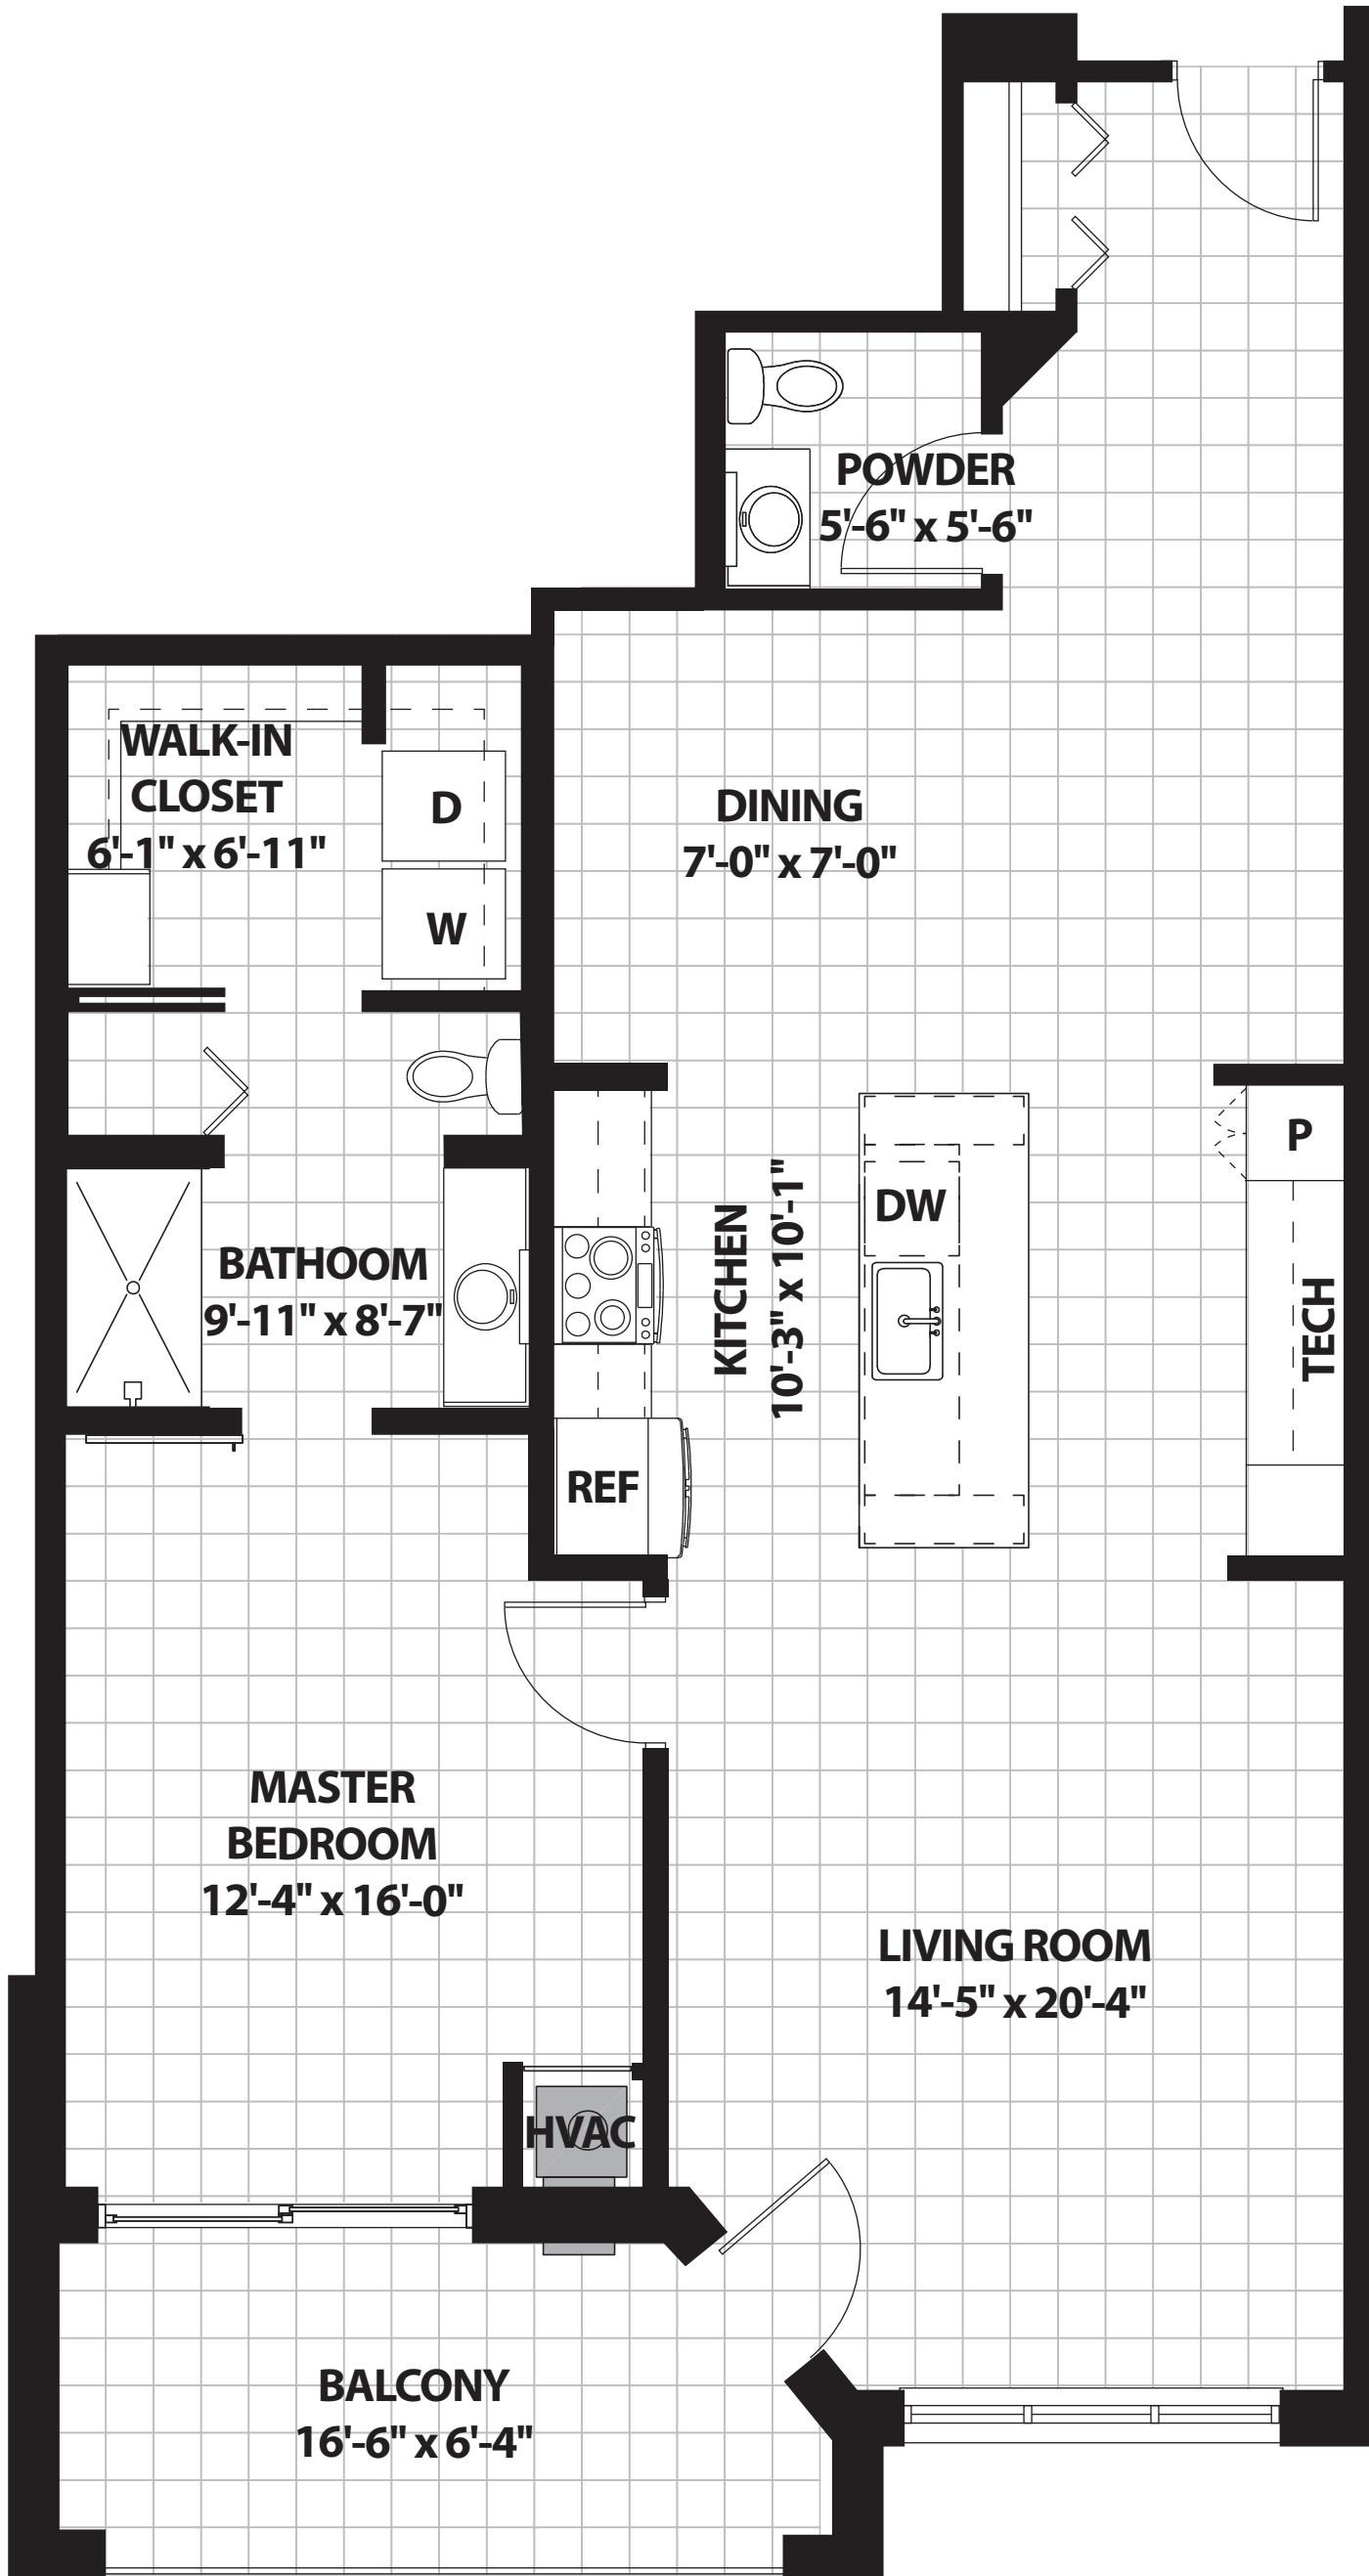 POWDER
5'-6" x 5'-6"
WALK-IN
CLOSET
6'-1" x 6'-11"
D
W
DINING
7'-0" x 7'-0"
P
DW
KITCHEN
10'-3" x 10'-1"
TECH
BATHOOM
9'-11" x 8'-7"
REF
MASTER
BEDROOM
12'-4" x 16'-0"
LIVING ROOM
14'-5" x 20'-4"
HVAC
BALCONY
16'-6" x 6'-4"